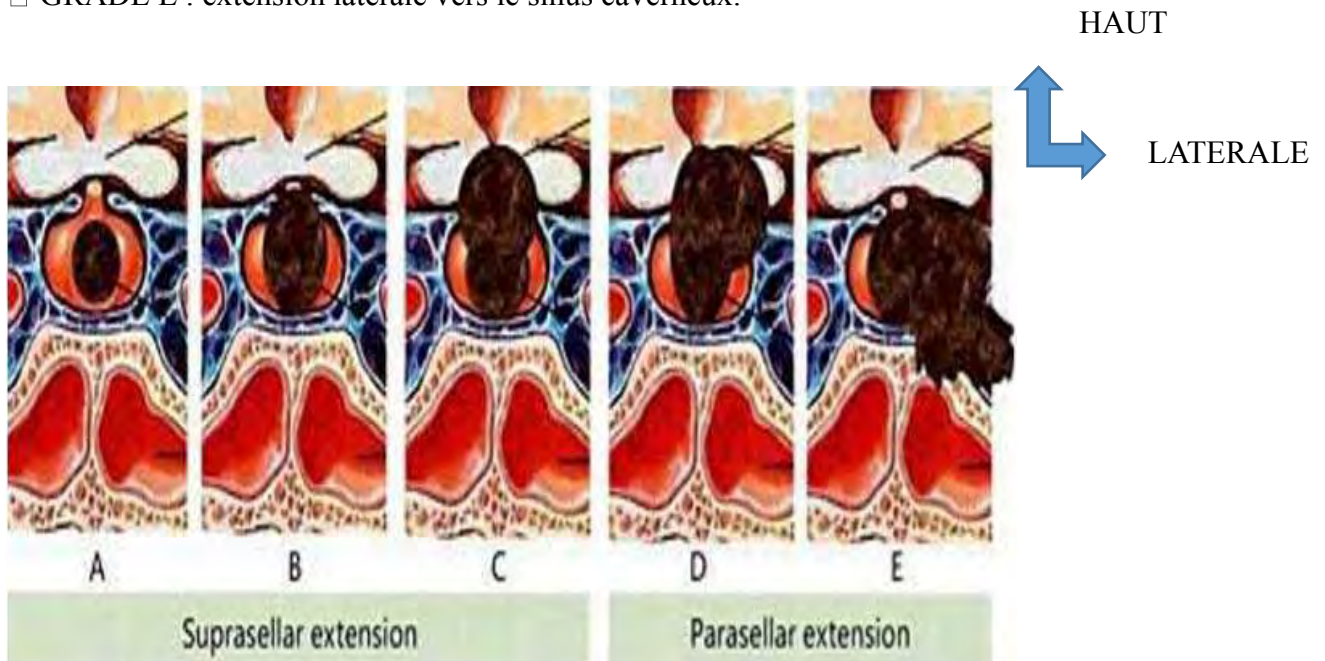 □ GRADE E : extension latérale vers le sinus caverneux.
HAUT
LATERALE
A B C D E
Suprasellar extension Parasellar extension